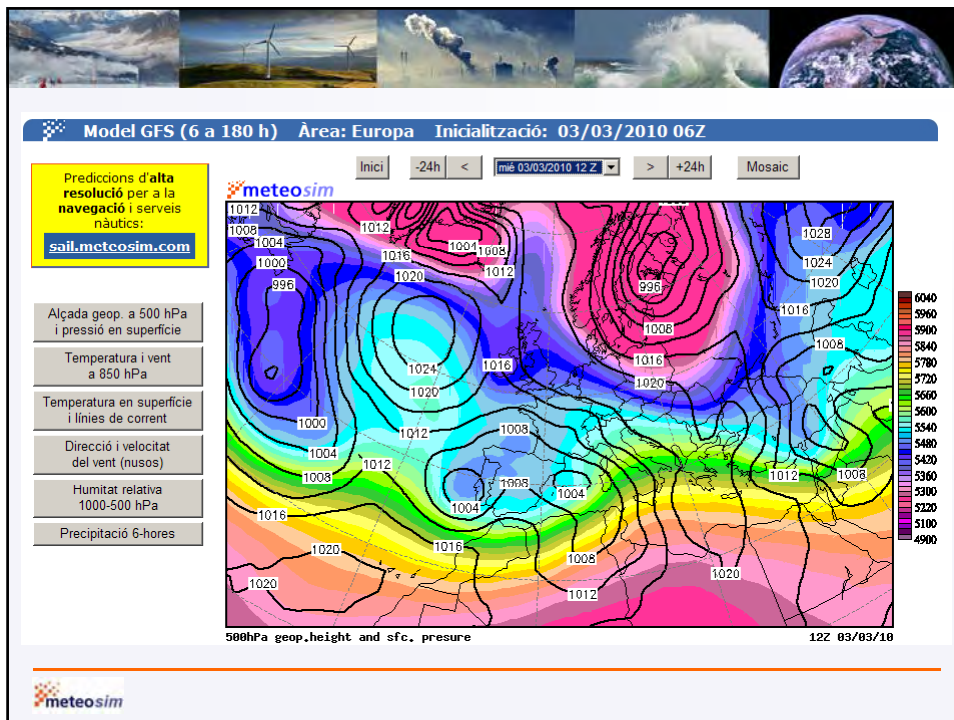 Model GFS (6 a 180 h) Àrea: Europa Inicialització: 03/03/2010 06Z
Prediccions d'alta
resolució per a la
navegació i serveis
nàutics:
sail.meteosim.com
Inici -24h < mié 03/03/2010 12 Z > +24h Mosaic
meteosim
Alçada geop. a 500 hPa
i pressió en superfície
Temperatura i vent
a 850 hPa
Temperatura en superfície
i línies de corrent
Direcció i velocitat
del vent (nusos)
Humitat relativa
1000-500 hPa
Precipitació 6-hores
1012
1008
1004
1000
996
1012
1016
1020
1004
1008
1012
996
1008
1016
1020
1028
1024
1020
1016
1008
1024
1020
1016
1012
1008
1000
1004
1008
1012
1008
1004
1004
1012
1008
1016
1016
1020
1020
1008
1012
1020
6040
5960
5900
5840
5780
5720
5660
5600
5540
5480
5420
5360
5300
5220
5100
4900
500hPa geop.height and sfc. presure 12Z 03/03/10
meteosim